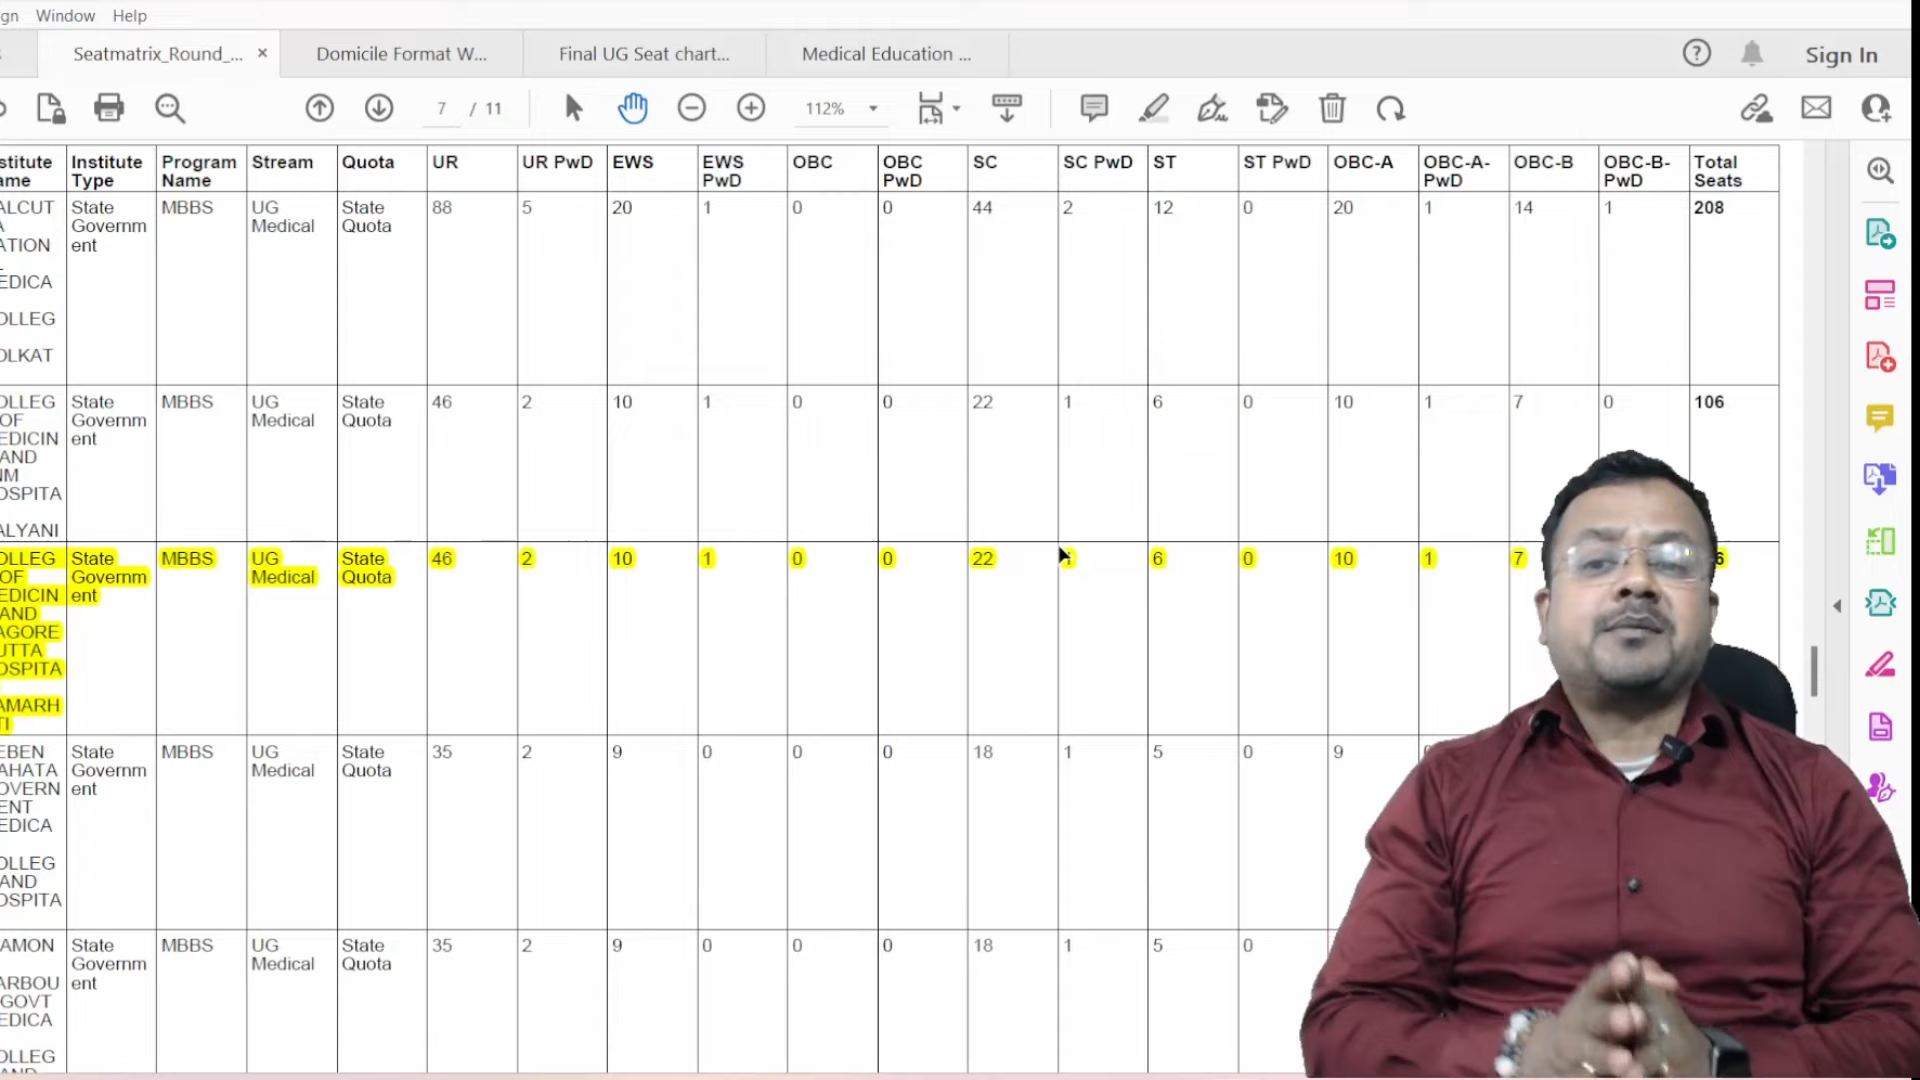 Window Help
Seatmatrix_Round_... × Domicile Format W... Final UG Seat chart... Medical Education ... Sign In
7 / 11 112%
Institute Type Program Name Stream Quota UR UR PwD EWS EWS PwD OBC OBC PwD SC SC PwD ST ST PwD OBC-A OBC-A-PwD OBC-B OBC-B-PwD Total Seats
State Governm ent MBBS UG Medical State Quota 88 5 20 1 0 0 44 2 12 0 20 1 14 1 208
State Governm ent MBBS UG Medical State Quota 46 2 10 1 0 0 22 1 6 0 10 1 7 0 106
State Governm ent MBBS UG Medical State Quota 46 2 10 1 0 0 22 6 0 10 1 7
State Governm ent MBBS UG Medical State Quota 35 2 9 0 0 0 18 1 5 0 9
State Governm ent MBBS UG Medical State Quota 35 2 9 0 0 0 18 1 5 0